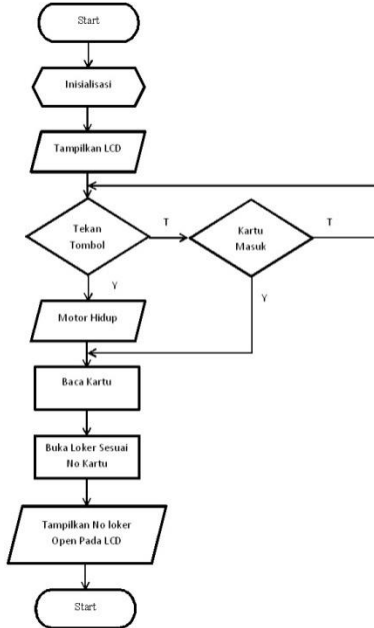 Start
Inisialisasi
Tampilkan LCD
Tekan
Tombol
T
Kartu
Masuk
T
Y
Y
Motor Hidup
Baca Kartu
Buka Loker Sesuai
No Kartu
Tampilkan No loker
Open Pada LCD
Start